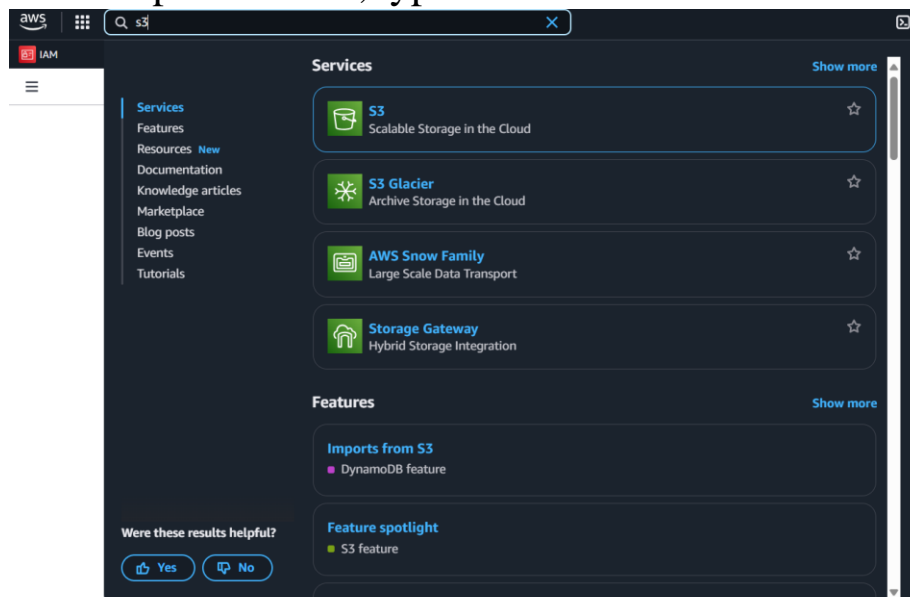 aws
s3
IAM
Services
Features
Resources New
Documentation
Knowledge articles
Marketplace
Blog posts
Events
Tutorials
Were these results helpful?
Yes
No
Services
Show more
S3
Scalable Storage in the Cloud
S3 Glacier
Archive Storage in the Cloud
AWS Snow Family
Large Scale Data Transport
Storage Gateway
Hybrid Storage Integration
Features
Show more
Imports from S3
DynamoDB feature
Feature spotlight
S3 feature